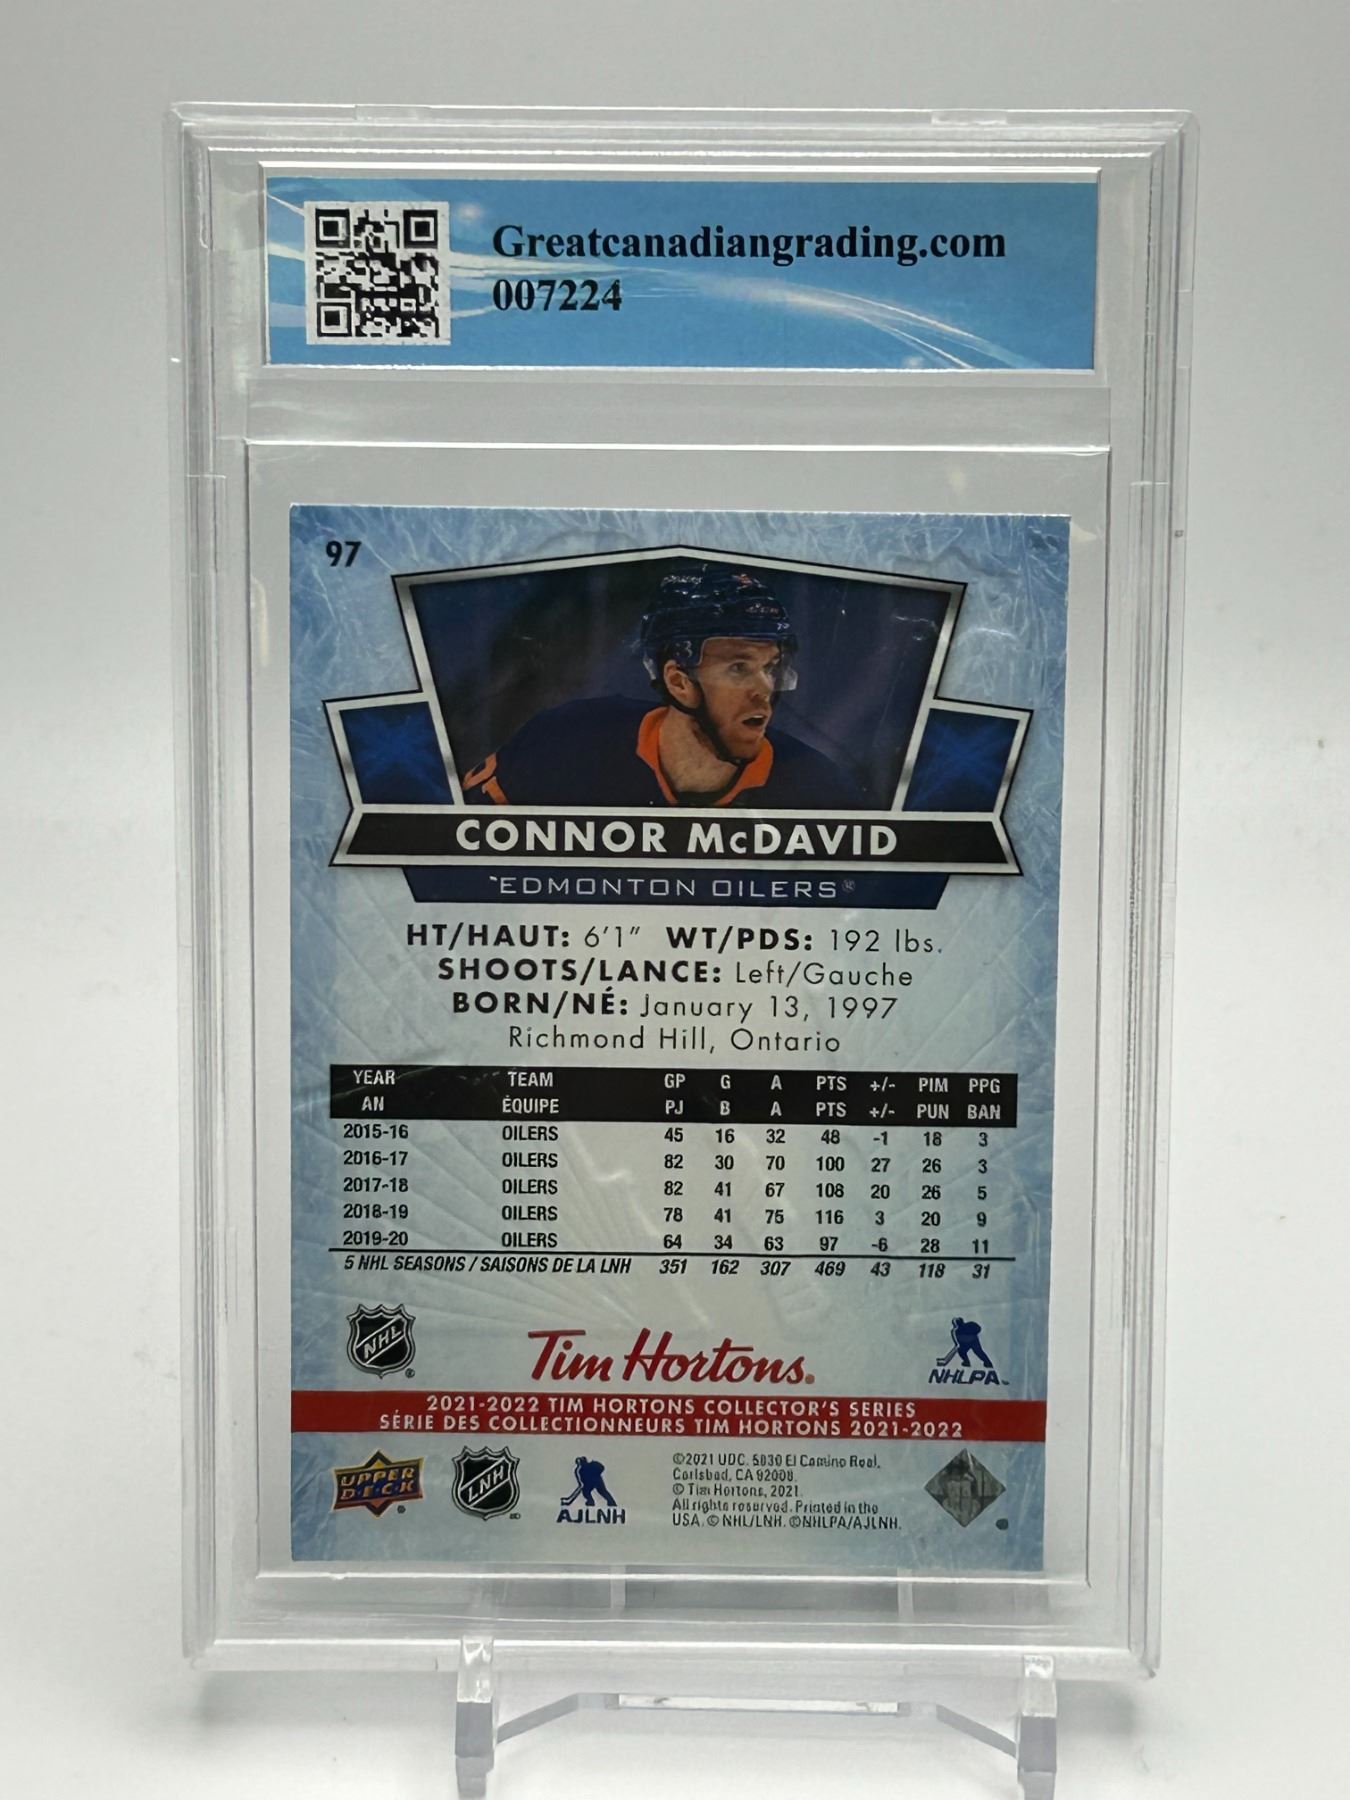 Greatcanadiangrading.com
007224
97
CONNOR McDAVID
EDMONTON OILERS®
HT/HAUT: 6'1" WT/PDS: 192 lbs.
SHOOTS/LANCE: Left/Gauche
BORN/NÉ: January 13, 1997
Richmond Hill, Ontario
YEAR TEAM GP G A PTS +/- PIM PPG
AN ÉQUIPE PJ B A PTS +/- PUN BAN
2015-16 OILERS 45 16 32 48 -1 18 3
2016-17 OILERS 82 30 70 100 27 26 3
2017-18 OILERS 82 41 67 108 20 26 5
2018-19 OILERS 78 41 75 116 3 20 9
2019-20 OILERS 64 34 63 97 -6 28 11
5 NHL SEASONS / SAISONS DE LA LNH 351 162 307 469 43 118 31
NHL
Tim Hortons.
NHLPA
2021-2022 TIM HORTONS COLLECTOR'S SERIES
SÉRIE DES COLLECTIONNEURS TIM HORTONS 2021-2022
UPPER
DECK
LNH
AJLNH
©2021 UDC. 5830 El Camino Real,
Carlsbad, CA 92008.
© Tim Hortons, 2021.
All rights reserved. Printed in the
USA. © NHL/LNH. ©NHLPA/AJLNH.